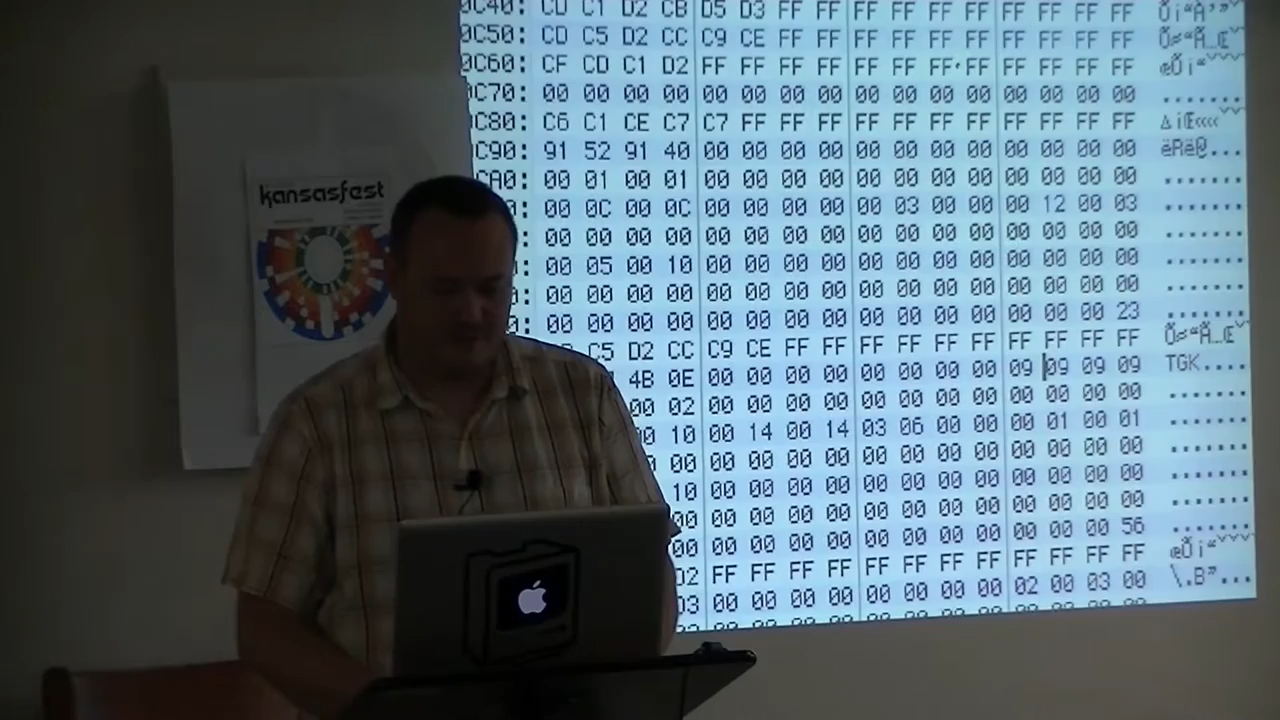 kansasfest
0C40: CD C1 D2 CB D5 D3 FF FF FF FF FF FF FF FF FF FF
0C50: CD C5 D2 CC C9 CE FF FF FF FF FF FF FF FF FF FF
0C60: CF CD C1 D2 FF FF FF FF FF FF FF FF FF FF FF FF
0C70: 00 00 00 00 00 00 00 00 00 00 00 00 00 00 00 00
0C80: C6 C1 CE C7 C7 FF FF FF FF FF FF FF FF FF FF FF
0C90: 91 52 91 40 00 00 00 00 00 00 00 00 00 00 00 00 ëRë@...
CA0: 00 01 00 01 00 00 00 00 00 00 00 00 00 00 00 00 .......
: 00 0C 00 0C 00 00 00 00 00 03 00 00 00 12 00 03 .......
: 00 00 00 00 00 00 00 00 00 00 00 00 00 00 00 00 .......
: 00 05 00 10 00 00 00 00 00 00 00 00 00 00 00 00 .......
: 00 00 00 00 00 00 00 00 00 00 00 00 00 00 00 00 .......
: 00 00 00 00 00 00 00 00 00 00 00 00 00 00 00 23 .......
C5 D2 CC C9 CE FF FF FF FF FF FF FF FF FF FF
4B 0E 00 00 00 00 00 00 00 00 09 09 09 09 TGK....
00 02 00 00 00 00 00 00 00 00 00 00 00 00 .......
10 00 14 00 14 03 06 00 00 00 01 00 01 .......
00 00 00 00 00 00 00 00 00 00 00 00 00 .......
10 00 00 00 00 00 00 00 00 00 00 00 00 .......
00 00 00 00 00 00 00 00 00 00 00 00 00 .......
00 00 00 00 00 00 00 00 00 00 00 00 56 .......
D2 FF FF FF FF FF FF FF FF FF FF FF FF
D3 00 00 00 00 00 00 00 00 02 00 03 00 \.B"...